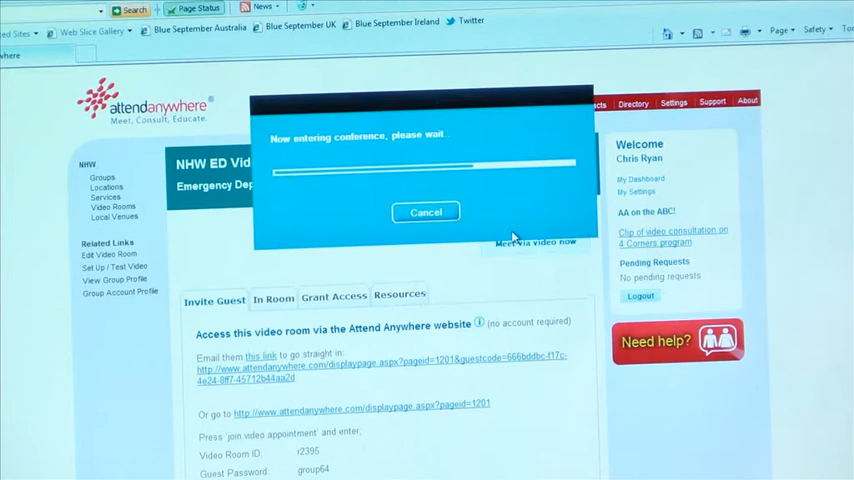 Search Page Status News
Web Slice Gallery Blue September Australia Blue September UK Blue September Ireland Twitter
Page Safety
attendanywhere®
Meet, Consult, Educate.
Directory Settings Support About
Now entering conference, please wait..
Cancel
NHW ED
Emergency
Meet via video now
NHW
Groups
Locations
Services
Video Rooms
Local Venues
Related Links
Edit Video Room
Set Up / Test Video
View Group Profile
Group Account Profile
Invite Guest In Room Grant Access Resources
Access this video room via the Attend Anywhere website (no account required)
Email them this link to go straight in:
http://www.attendanywhere.com/displaypage.aspx?pageid=1201&guestcode=666bddbc-f17c-
4e24-8ff7-45712b44aa2d
Or go to http://www.attendanywhere.com/displaypage.aspx?pageid=1201
Press 'join video appointment' and enter;
Video Room ID: r2395
Guest Password: group64
Welcome
Chris Ryan
My Dashboard
My Settings
AA on the ABC!
Clip of video consultation on
4 Corners program
Pending Requests
No pending requests
Logout
Need help?